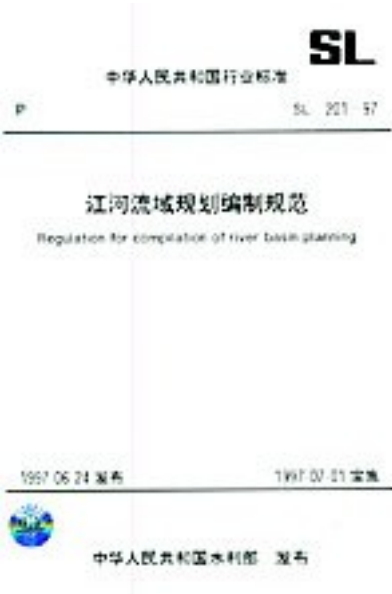 SL
中华人民共和国行业标准
P
SL 201 97
江河流域规划编制规范
Regulation for compilation of river basin planning
1997 06 24 发布
1997 07 01 实施
中华人民共和国水利部 发布